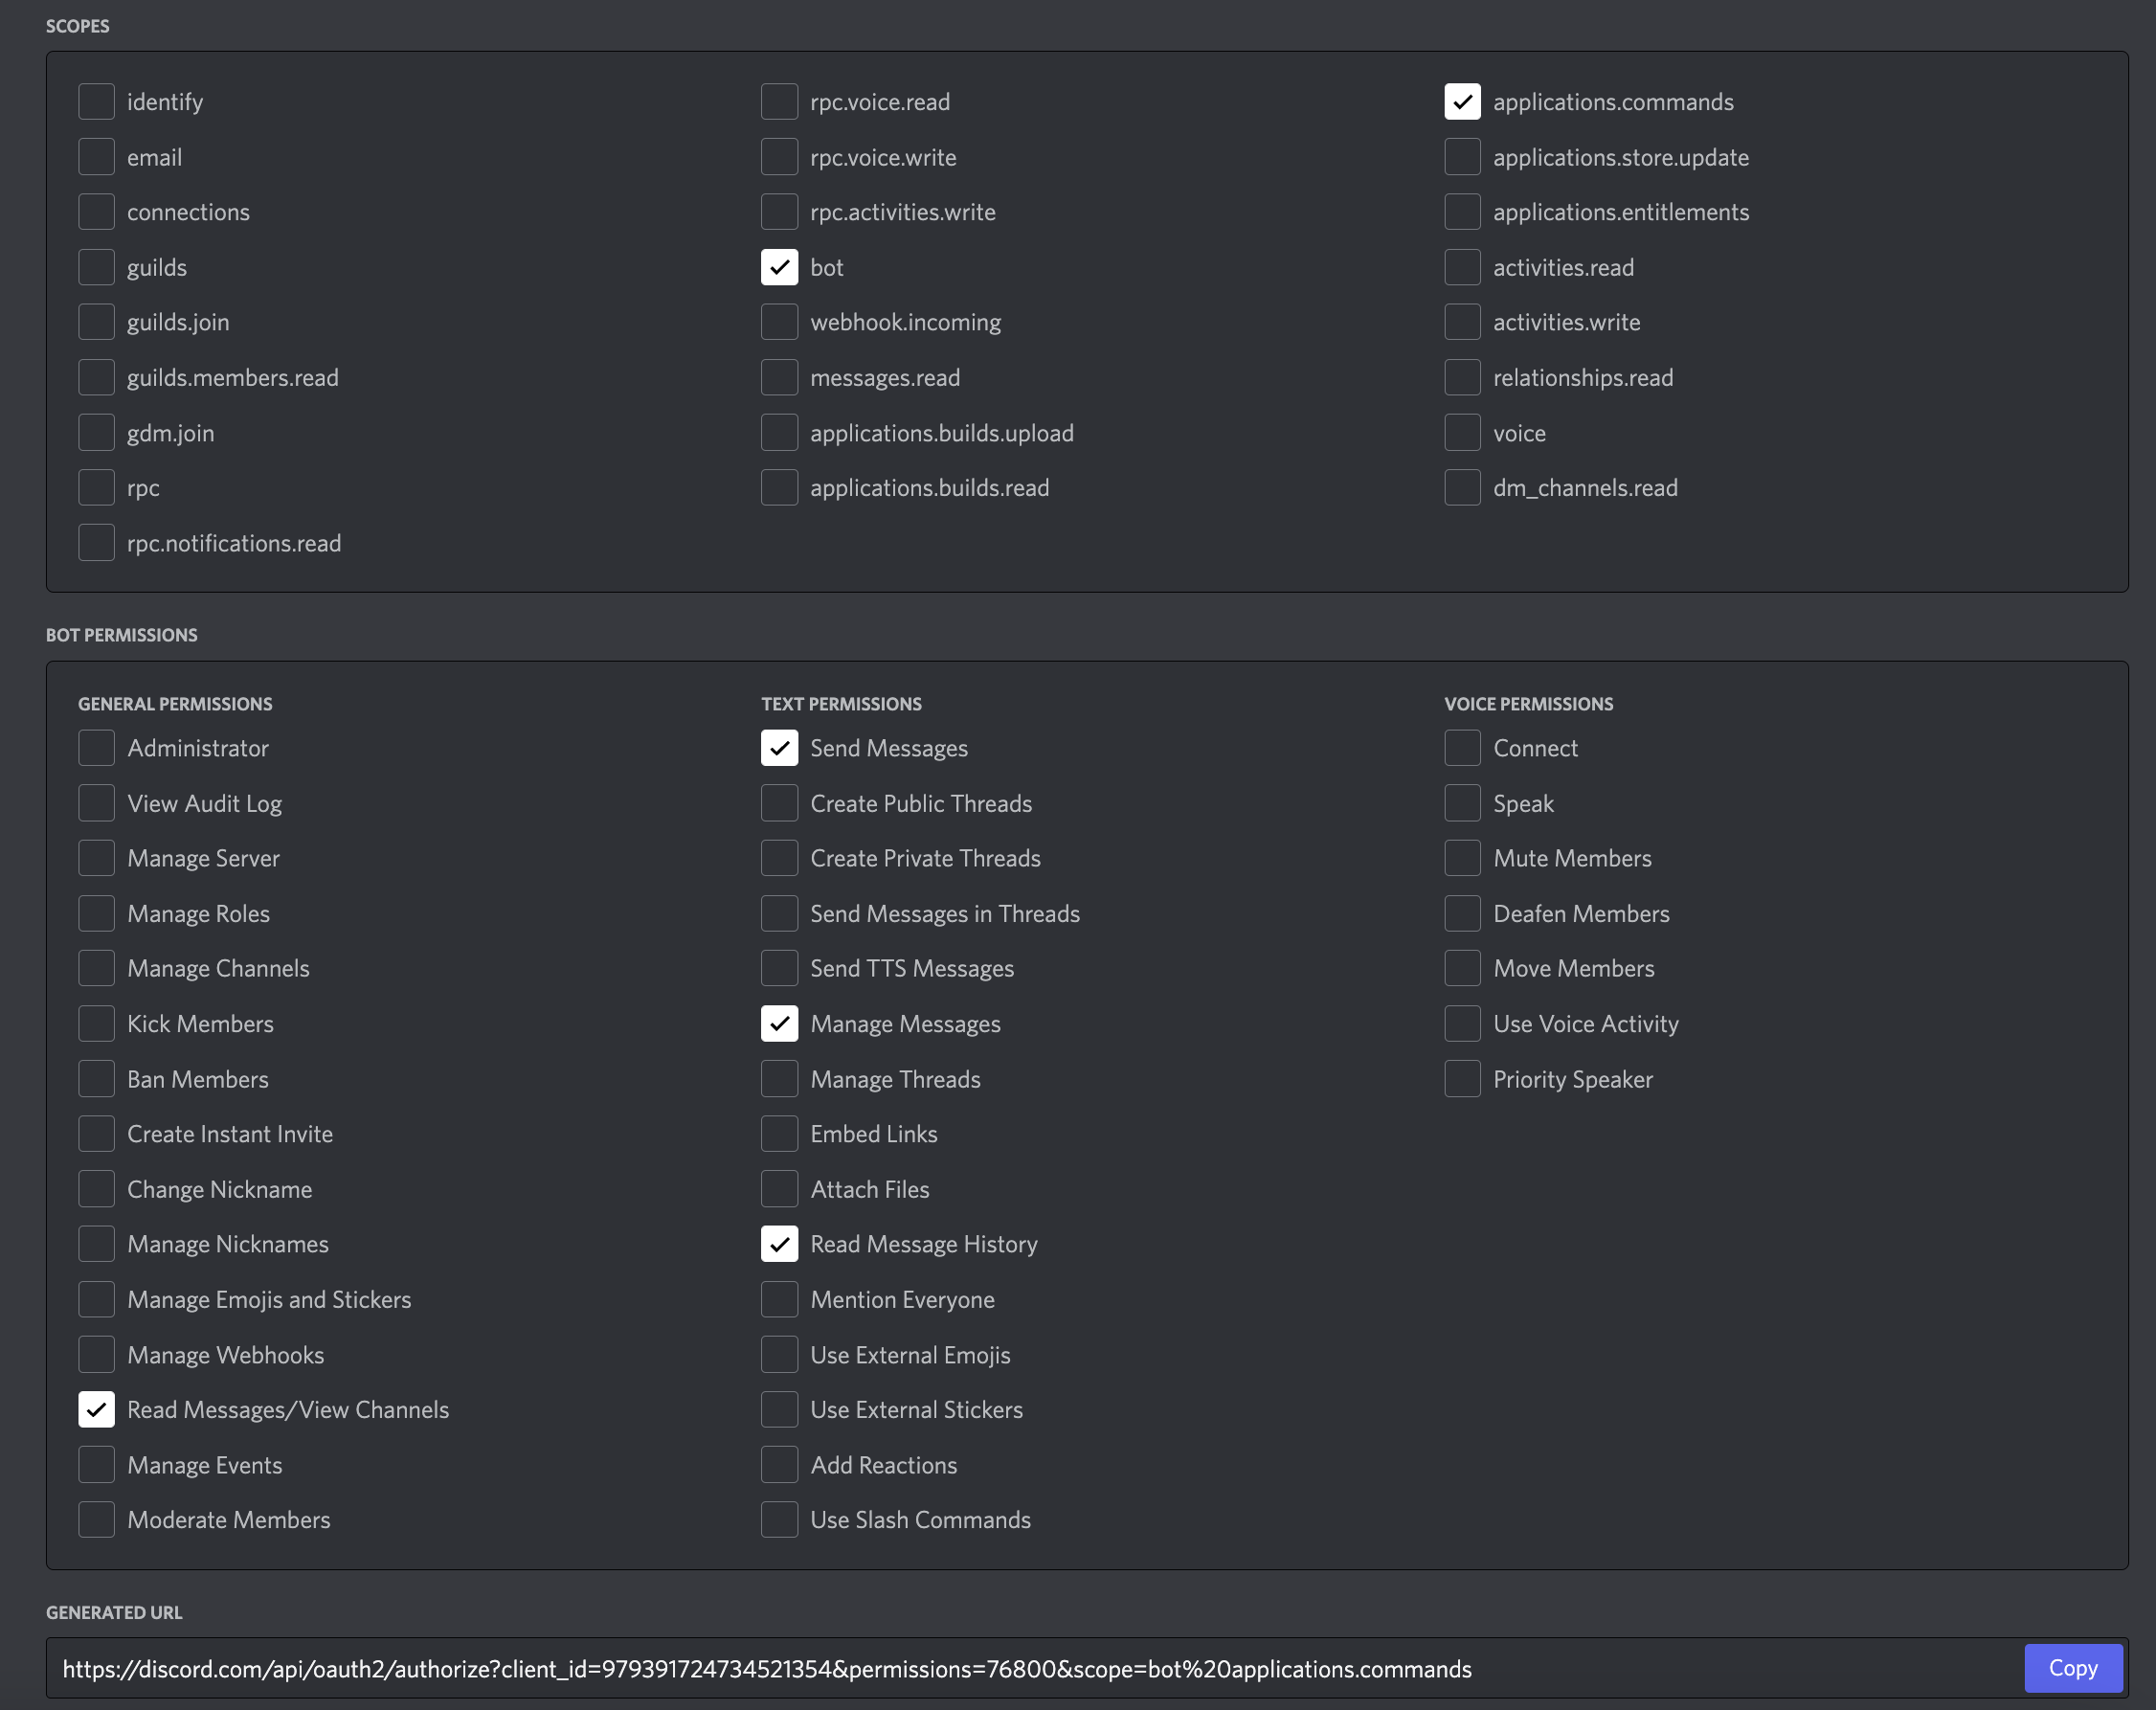 SCOPES
identify
email
connections
guilds
guilds.join
guilds.members.read
gdm.join
rpc
rpc.notifications.read
rpc.voice.read
rpc.voice.write
rpc.activities.write
bot
webhook.incoming
messages.read
applications.builds.upload
applications.builds.read
applications.commands
applications.store.update
applications.entitlements
activities.read
activities.write
relationships.read
voice
dm_channels.read
BOT PERMISSIONS
GENERAL PERMISSIONS
Administrator
View Audit Log
Manage Server
Manage Roles
Manage Channels
Kick Members
Ban Members
Create Instant Invite
Change Nickname
Manage Nicknames
Manage Emojis and Stickers
Manage Webhooks
Read Messages/View Channels
Manage Events
Moderate Members
TEXT PERMISSIONS
Send Messages
Create Public Threads
Create Private Threads
Send Messages in Threads
Send TTS Messages
Manage Messages
Manage Threads
Embed Links
Attach Files
Read Message History
Mention Everyone
Use External Emojis
Use External Stickers
Add Reactions
Use Slash Commands
VOICE PERMISSIONS
Connect
Speak
Mute Members
Deafen Members
Move Members
Use Voice Activity
Priority Speaker
GENERATED URL
https://discord.com/api/oauth2/authorize?client_id=979391724734521354&permissions=76800&scope=bot%20applications.commands
Copy